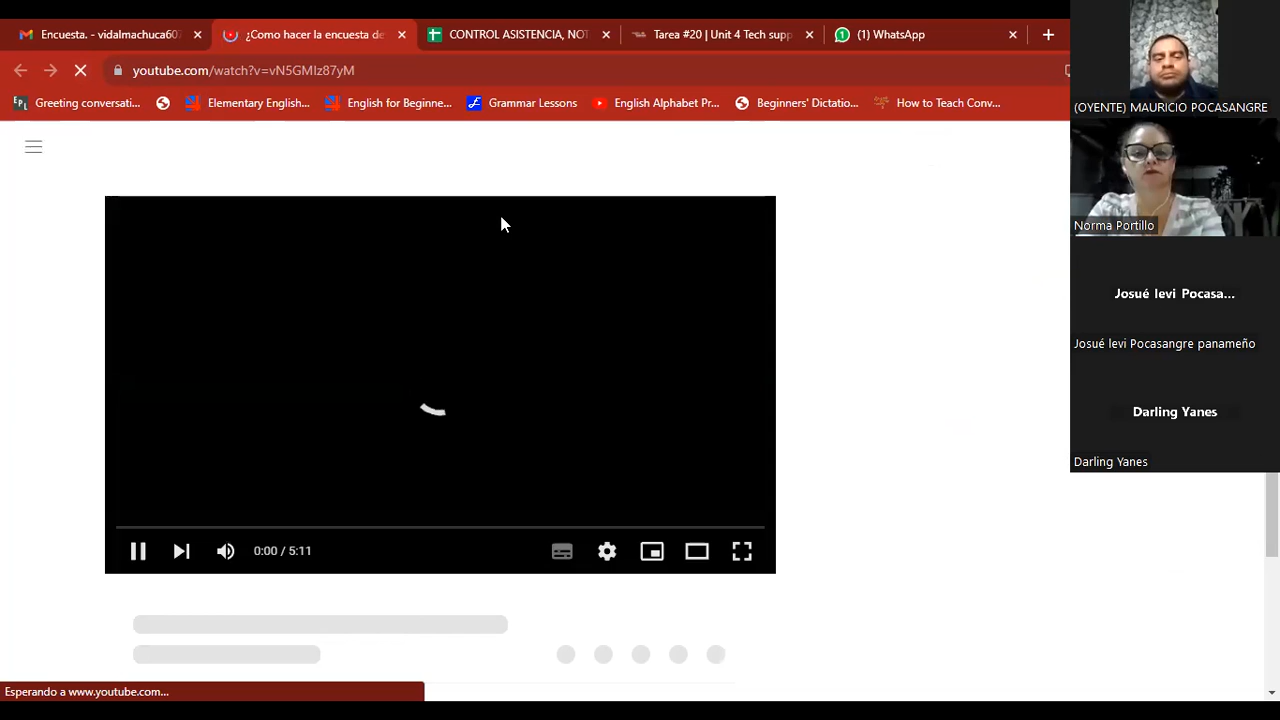 Encuesta. - vidalmachuca607
¿Como hacer la encuesta de
CONTROL ASISTENCIA, NOT
Tarea #20 | Unit 4 Tech supp
(1) WhatsApp
youtube.com/watch?v=vN5GMIz87yM
Greeting conversati...
Elementary English...
English for Beginne...
Grammar Lessons
English Alphabet Pr...
Beginners' Dictatio...
How to Teach Conv...
(OYENTE) MAURICIO POCASANGRE
Norma Portillo
Josué levi Pocasa...
Josué levi Pocasangre panameño
Darling Yanes
Darling Yanes
0:00 / 5:11
Esperando a www.youtube.com...